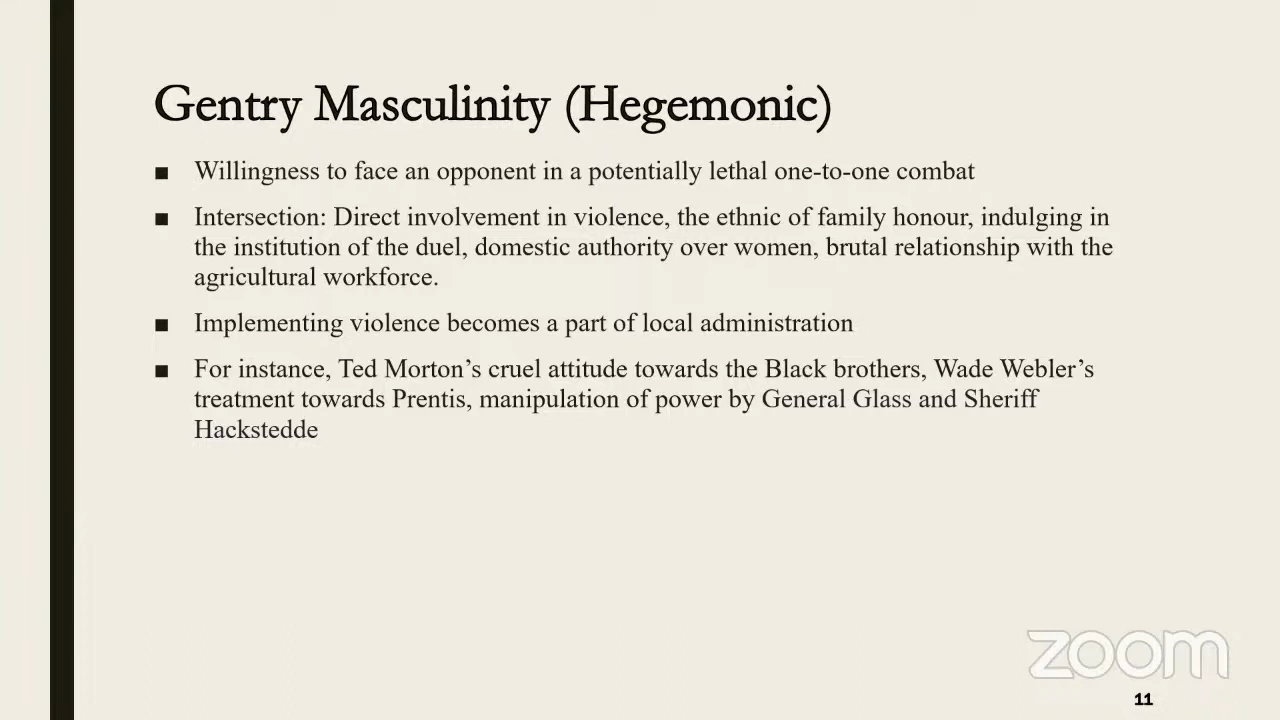 Gentry Masculinity (Hegemonic)
■ Willingness to face an opponent in a potentially lethal one-to-one combat
■ Intersection: Direct involvement in violence, the ethnic of family honour, indulging in
the institution of the duel, domestic authority over women, brutal relationship with the
agricultural workforce.
■ Implementing violence becomes a part of local administration
■ For instance, Ted Morton’s cruel attitude towards the Black brothers, Wade Webler’s
treatment towards Prentis, manipulation of power by General Glass and Sheriff
Hackstedde
zoom
11